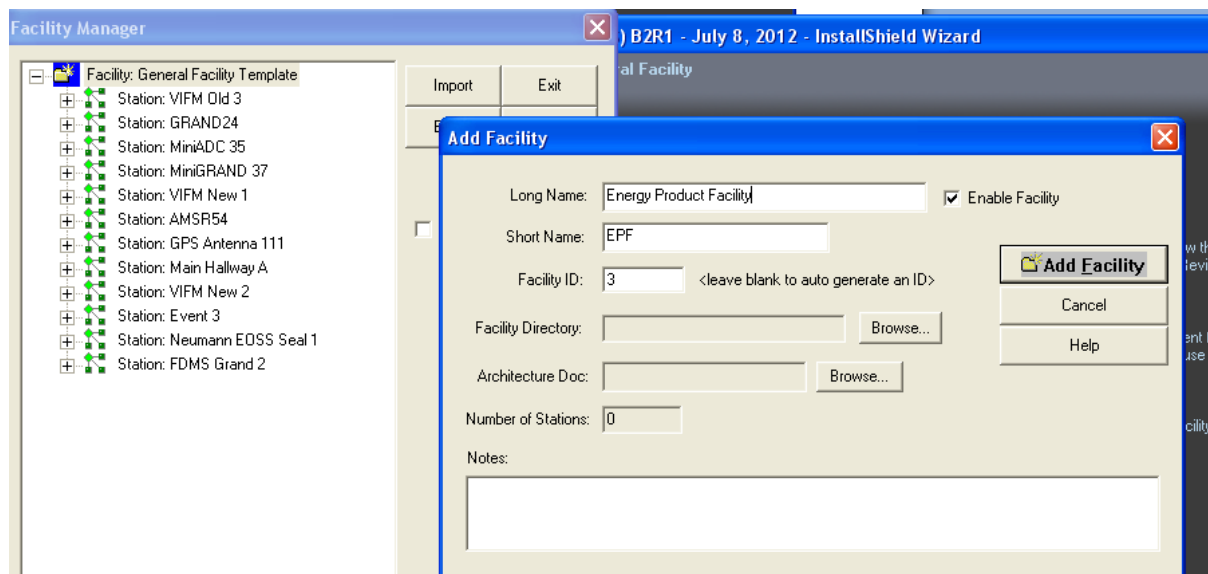 Facility Manager
) B2R1 - July 8, 2012 - InstallShield Wizard
al Facility
Facility: General Facility Template
Station: VIFM Old 3
Station: GRAND24
Station: MiniADC 35
Station: MiniGRAND 37
Station: VIFM New 1
Station: AMSR54
Station: GPS Antenna 111
Station: Main Hallway A
Station: VIFM New 2
Station: Event 3
Station: Neumann EOSS Seal 1
Station: FDMS Grand 2
Import Exit
Add Facility
Long Name: Energy Product Facility Enable Facility
Short Name: EPF
Facility ID: 3 <leave blank to auto generate an ID>
Facility Directory: Browse...
Architecture Doc: Browse...
Number of Stations: 0
Notes:
Add Facility
Cancel
Help